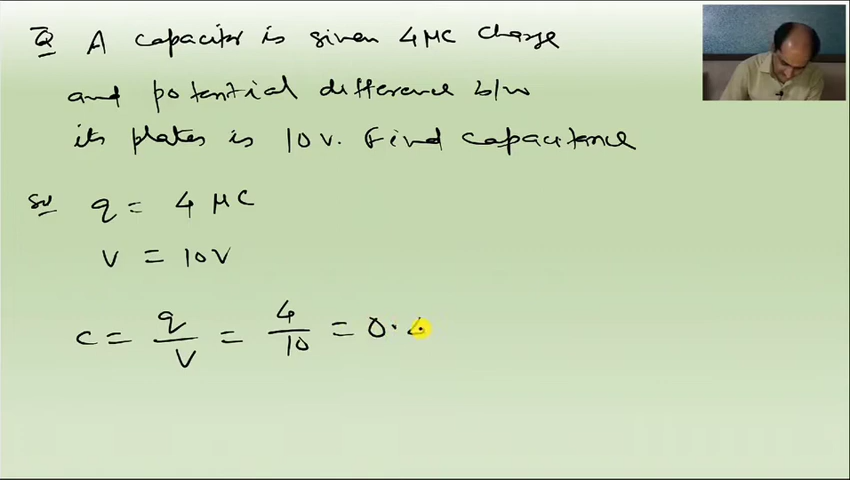 Q A capacitor is given 4 μC charge
and potential difference b/w
its plates is 10 V. Find capacitance
Sol q = 4 μC
V = 10V
C = q/V = 4/10 = 0.